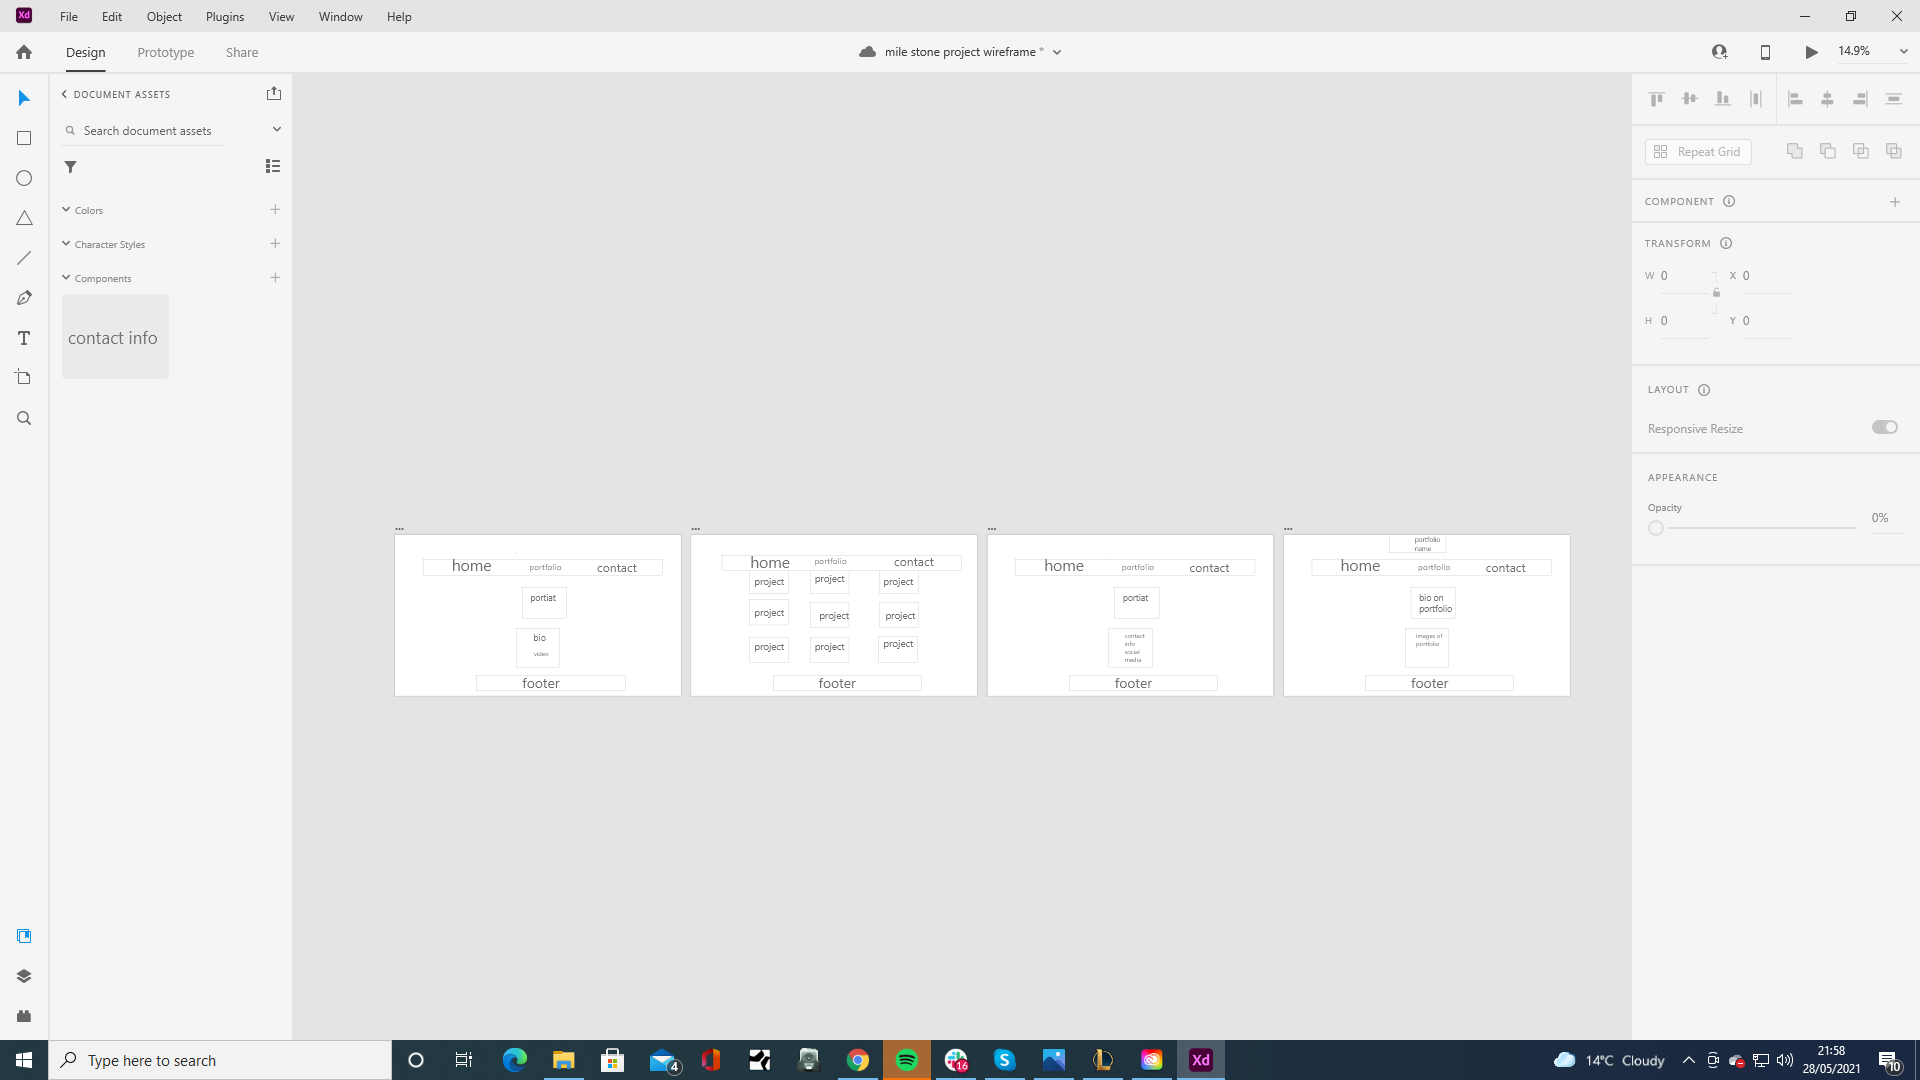 Xd File Edit Object Plugins View Window Help
Design Prototype Share
mile stone project wireframe *
14.9%
DOCUMENT ASSETS
Search document assets
Colors
Character Styles
Components
contact info
...
home portfolio contact
portiat
bio
video
footer
...
home portfolio contact
project project project
project project project
project project project
footer
...
home portfolio contact
portiat
contact
info
social
media
footer
...
portfolio
name
home portfolio contact
bio on
portfolio
images of
portfolio
footer
Repeat Grid
COMPONENT
TRANSFORM
W 0 X 0
H 0 Y 0
LAYOUT
Responsive Resize
APPEARANCE
Opacity
0%
Type here to search
4
16
Xd
14°C Cloudy
21:58
28/05/2021
10